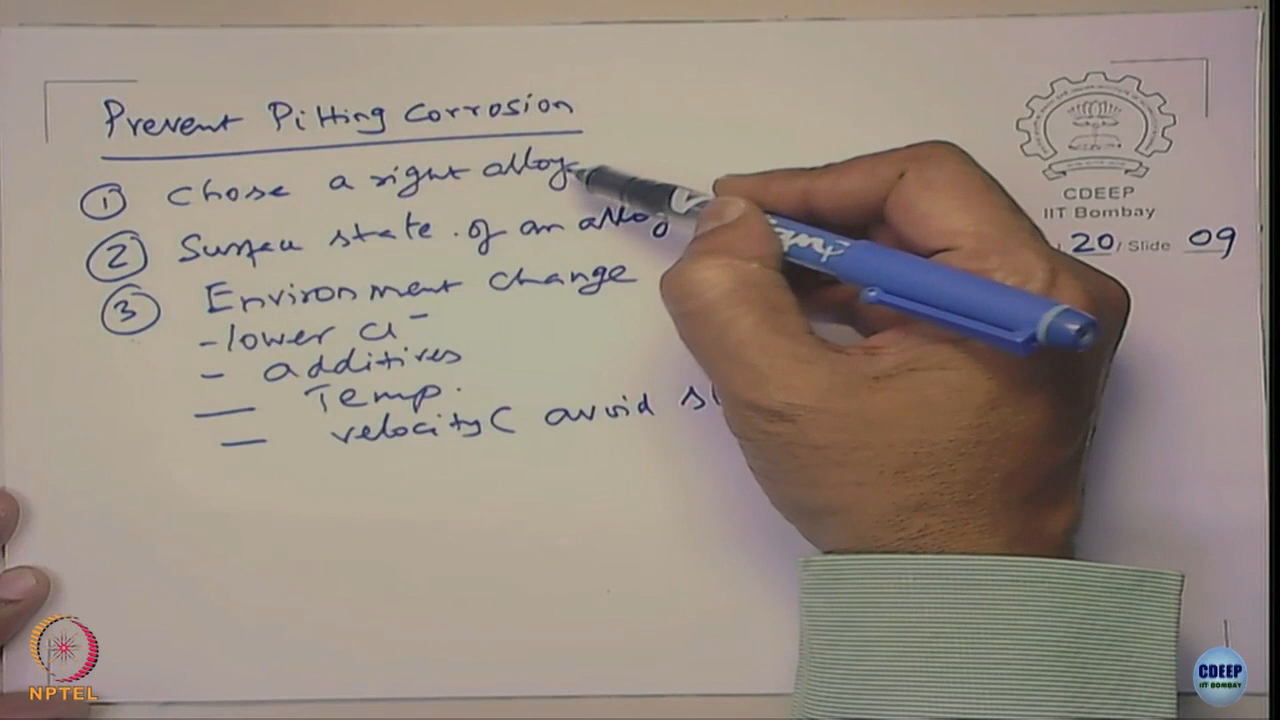 Prevent Pitting Corrosion
① Chose a right alloy
② Surface state of an alloy
③ Environment change
- lower Cl⁻
- additives
— Temp.
— velocity ( avoid
CDEEP
IIT Bombay
20 / Slide 09
NPTEL
CDEEP
IIT BOMBAY